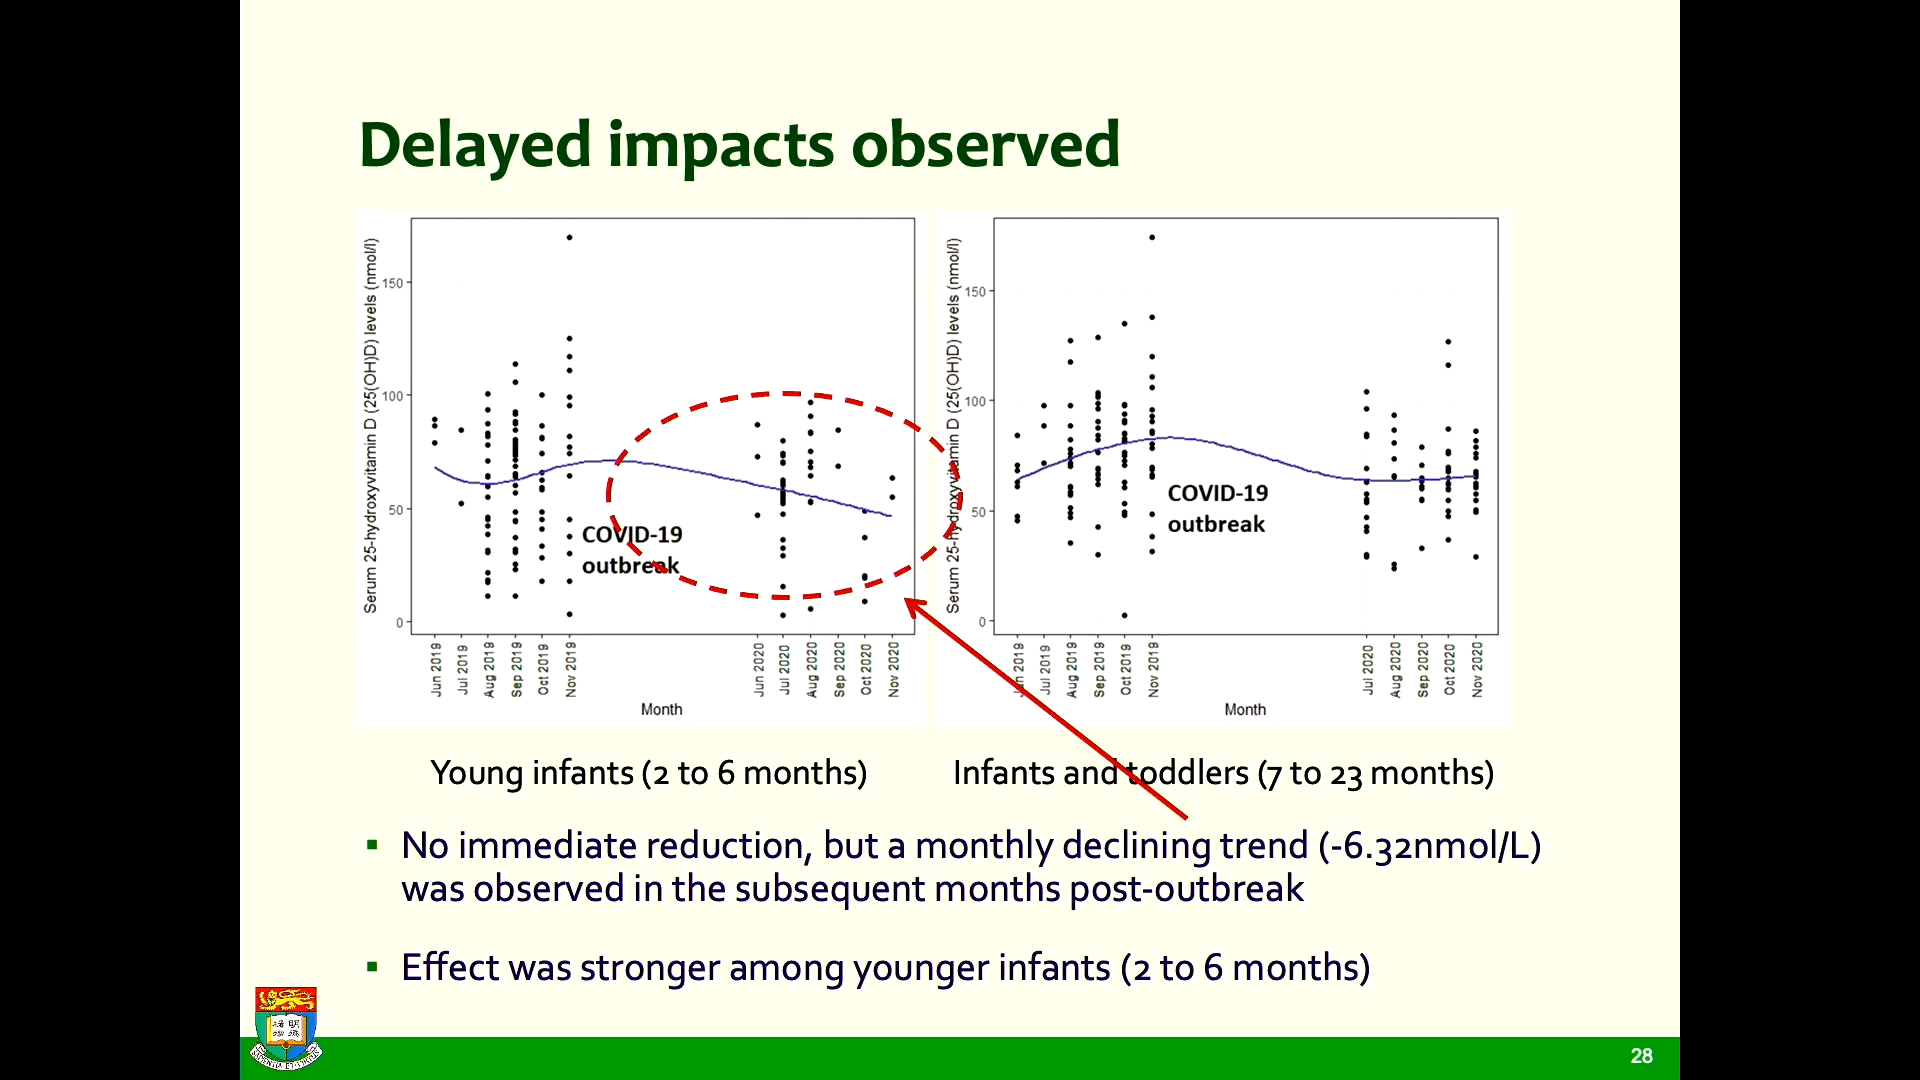 Delayed impacts observed
Serum 25-hydroxyvitamin D (25(OH)D) levels (nmol/l)
150
100
50
0
COVID-19
outbreak
Jun 2019
Jul 2019
Aug 2019
Sep 2019
Oct 2019
Nov 2019
Jun 2020
Jul 2020
Aug 2020
Sep 2020
Oct 2020
Nov 2020
Month
Serum 25-hydroxyvitamin D (25(OH)D) levels (nmol/l)
150
100
50
0
COVID-19
outbreak
Jun 2019
Jul 2019
Aug 2019
Sep 2019
Oct 2019
Nov 2019
Jul 2020
Aug 2020
Sep 2020
Oct 2020
Nov 2020
Month
Young infants (2 to 6 months)
Infants and toddlers (7 to 23 months)
▪ No immediate reduction, but a monthly declining trend (-6.32nmol/L)
was observed in the subsequent months post-outbreak
▪ Effect was stronger among younger infants (2 to 6 months)
28